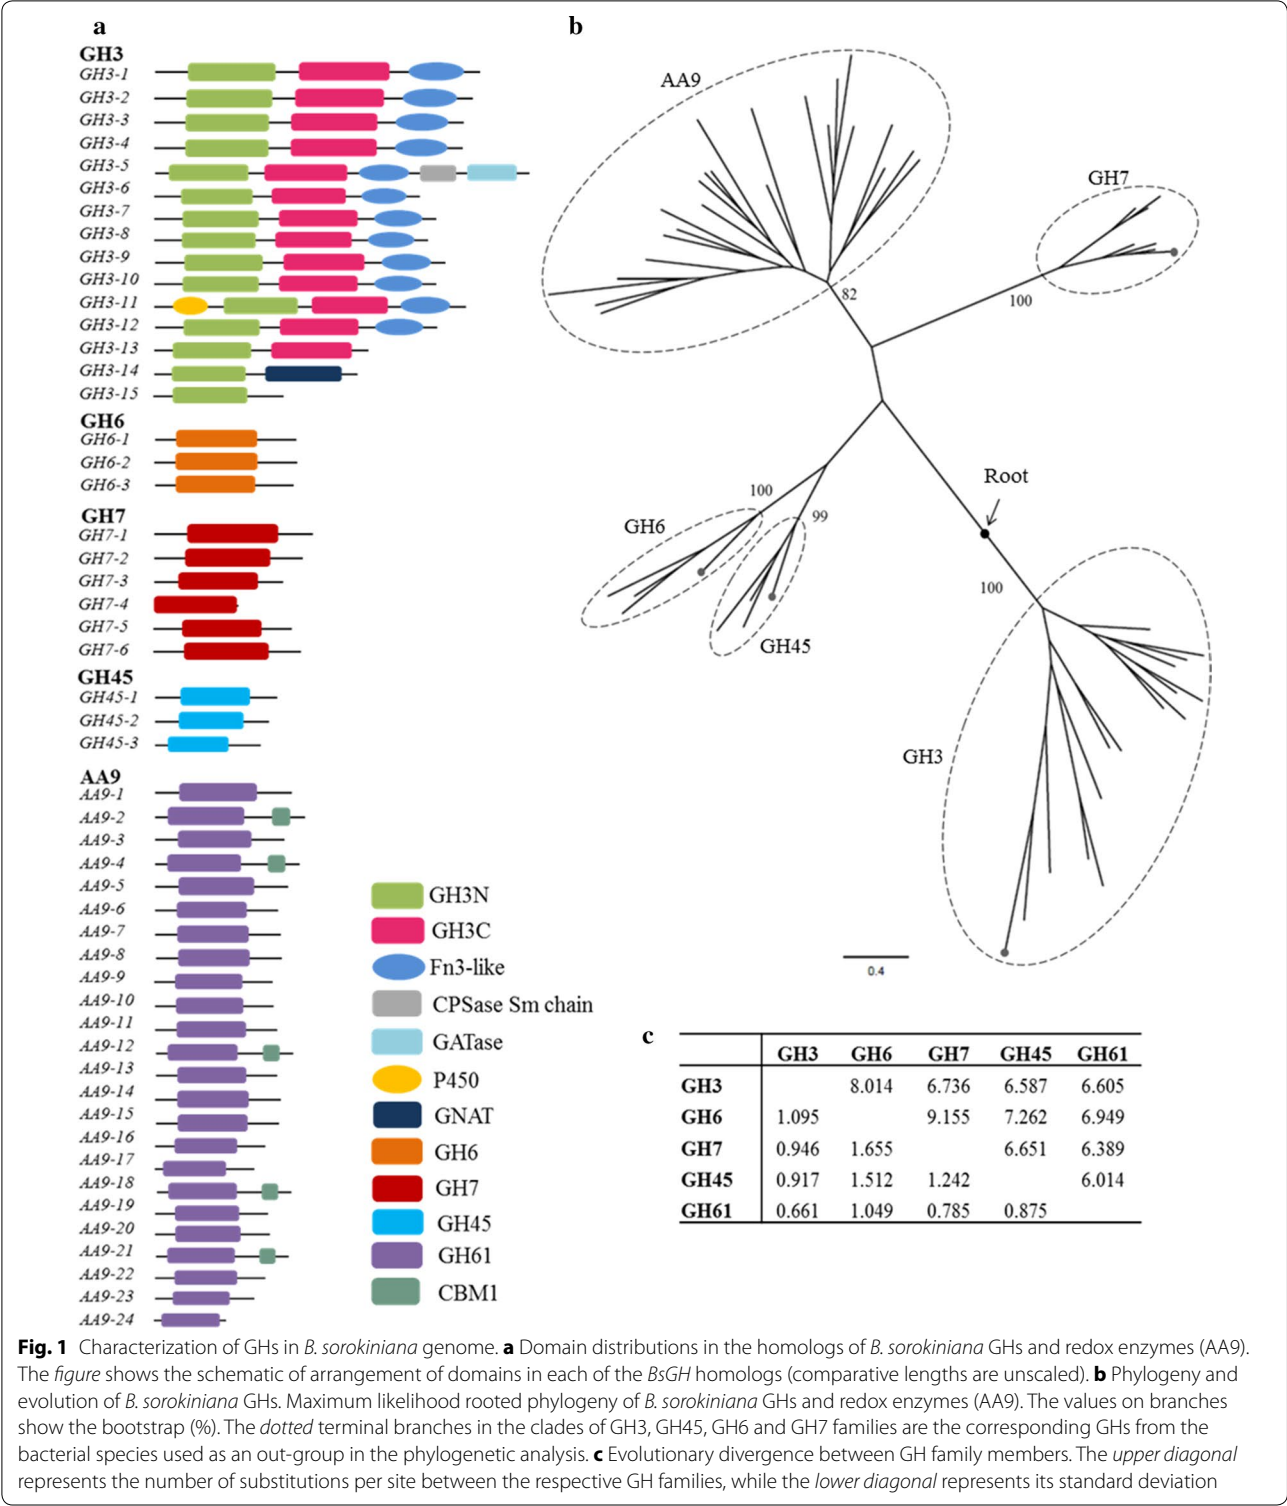 a
GH3
GH3-1
GH3-2
GH3-3
GH3-4
GH3-5
GH3-6
GH3-7
GH3-8
GH3-9
GH3-10
GH3-11
GH3-12
GH3-13
GH3-14
GH3-15
GH6
GH6-1
GH6-2
GH6-3
GH7
GH7-1
GH7-2
GH7-3
GH7-4
GH7-5
GH7-6
GH45
GH45-1
GH45-2
GH45-3
AA9
AA9-1
AA9-2
AA9-3
AA9-4
AA9-5
AA9-6
AA9-7
AA9-8
AA9-9
AA9-10
AA9-11
AA9-12
AA9-13
AA9-14
AA9-15
AA9-16
AA9-17
AA9-18
AA9-19
AA9-20
AA9-21
AA9-22
AA9-23
AA9-24
GH3N
GH3C
Fn3-like
CPSase Sm chain
GATase
P450
GNAT
GH6
GH7
GH45
GH61
CBM1
b
AA9
GH7
82
100
Root
100
GH6
99
GH45
100
GH3
0.4
c
GH3 GH6 GH7 GH45 GH61
GH3 8.014 6.736 6.587 6.605
GH6 1.095 9.155 7.262 6.949
GH7 0.946 1.655 6.651 6.389
GH45 0.917 1.512 1.242 6.014
GH61 0.661 1.049 0.785 0.875
Fig. 1 Characterization of GHs in B. sorokiniana genome. a Domain distributions in the homologs of B. sorokiniana GHs and redox enzymes (AA9).
The figure shows the schematic of arrangement of domains in each of the BsGH homologs (comparative lengths are unscaled). b Phylogeny and
evolution of B. sorokiniana GHs. Maximum likelihood rooted phylogeny of B. sorokiniana GHs and redox enzymes (AA9). The values on branches
show the bootstrap (%). The dotted terminal branches in the clades of GH3, GH45, GH6 and GH7 families are the corresponding GHs from the
bacterial species used as an out-group in the phylogenetic analysis. c Evolutionary divergence between GH family members. The upper diagonal
represents the number of substitutions per site between the respective GH families, while the lower diagonal represents its standard deviation